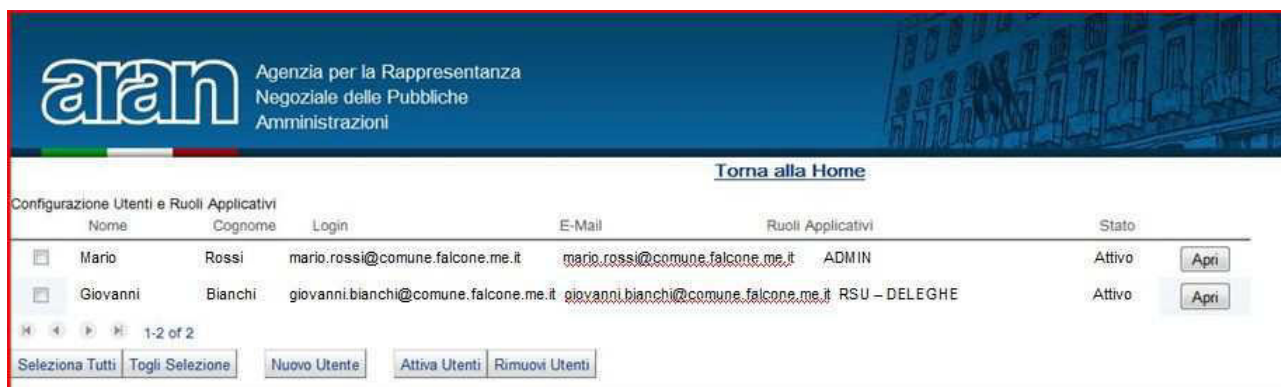 aran
Agenzia per la Rappresentanza
Negoziale delle Pubbliche
Amministrazioni
Torna alla Home
Configurazione Utenti e Ruoli Applicativi
Nome Cognome Login E-Mail Ruoli Applicativi Stato
Mario Rossi mario.rossi@comune.falcone.me.it mario.rossi@comune.falcone.me.it ADMIN Attivo Apri
Giovanni Bianchi giovanni.bianchi@comune.falcone.me.it giovanni.bianchi@comune.falcone.me.it RSU – DELEGHE Attivo Apri
1-2 of 2
Seleziona Tutti Togli Selezione Nuovo Utente Attiva Utenti Rimuovi Utenti